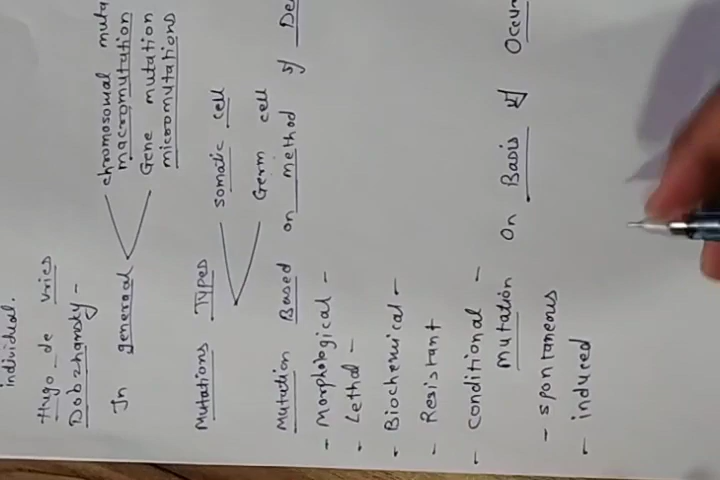 individual.
Hugo de vries
Dobzhansky -
chromosomal muta
macromutation
In general
Gene mutation
micromutations
Mutations Types
somatic cell
Germ cell
Mutation Based on method of De
- Morphological -
- Lethal -
- Biochemical -
- Resistant
- Conditional -
Mutation On Basis of Occur
- spontaneous
- induced